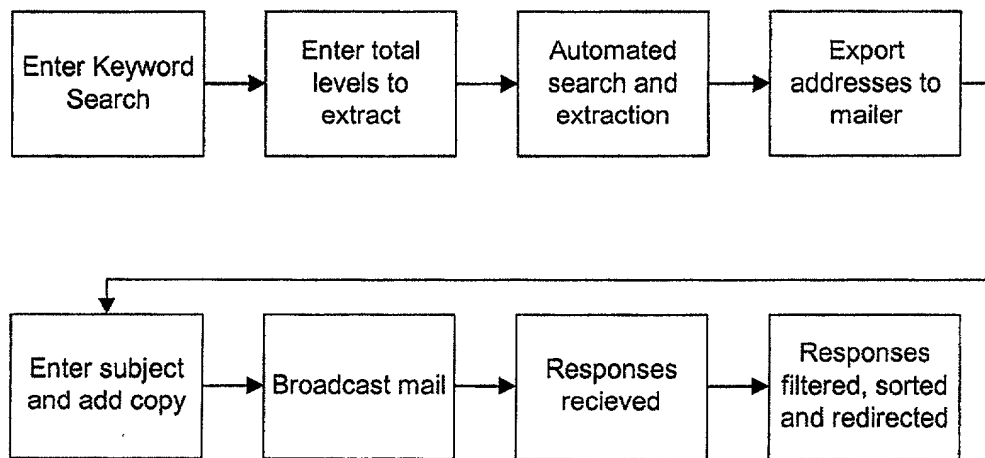 Enter Keyword
Search
Enter total
levels to
extract
Automated
search and
extraction
Export
addresses to
mailer
Enter subject
and add copy
Broadcast mail
Responses
recieved
Responses
filtered, sorted
and redirected